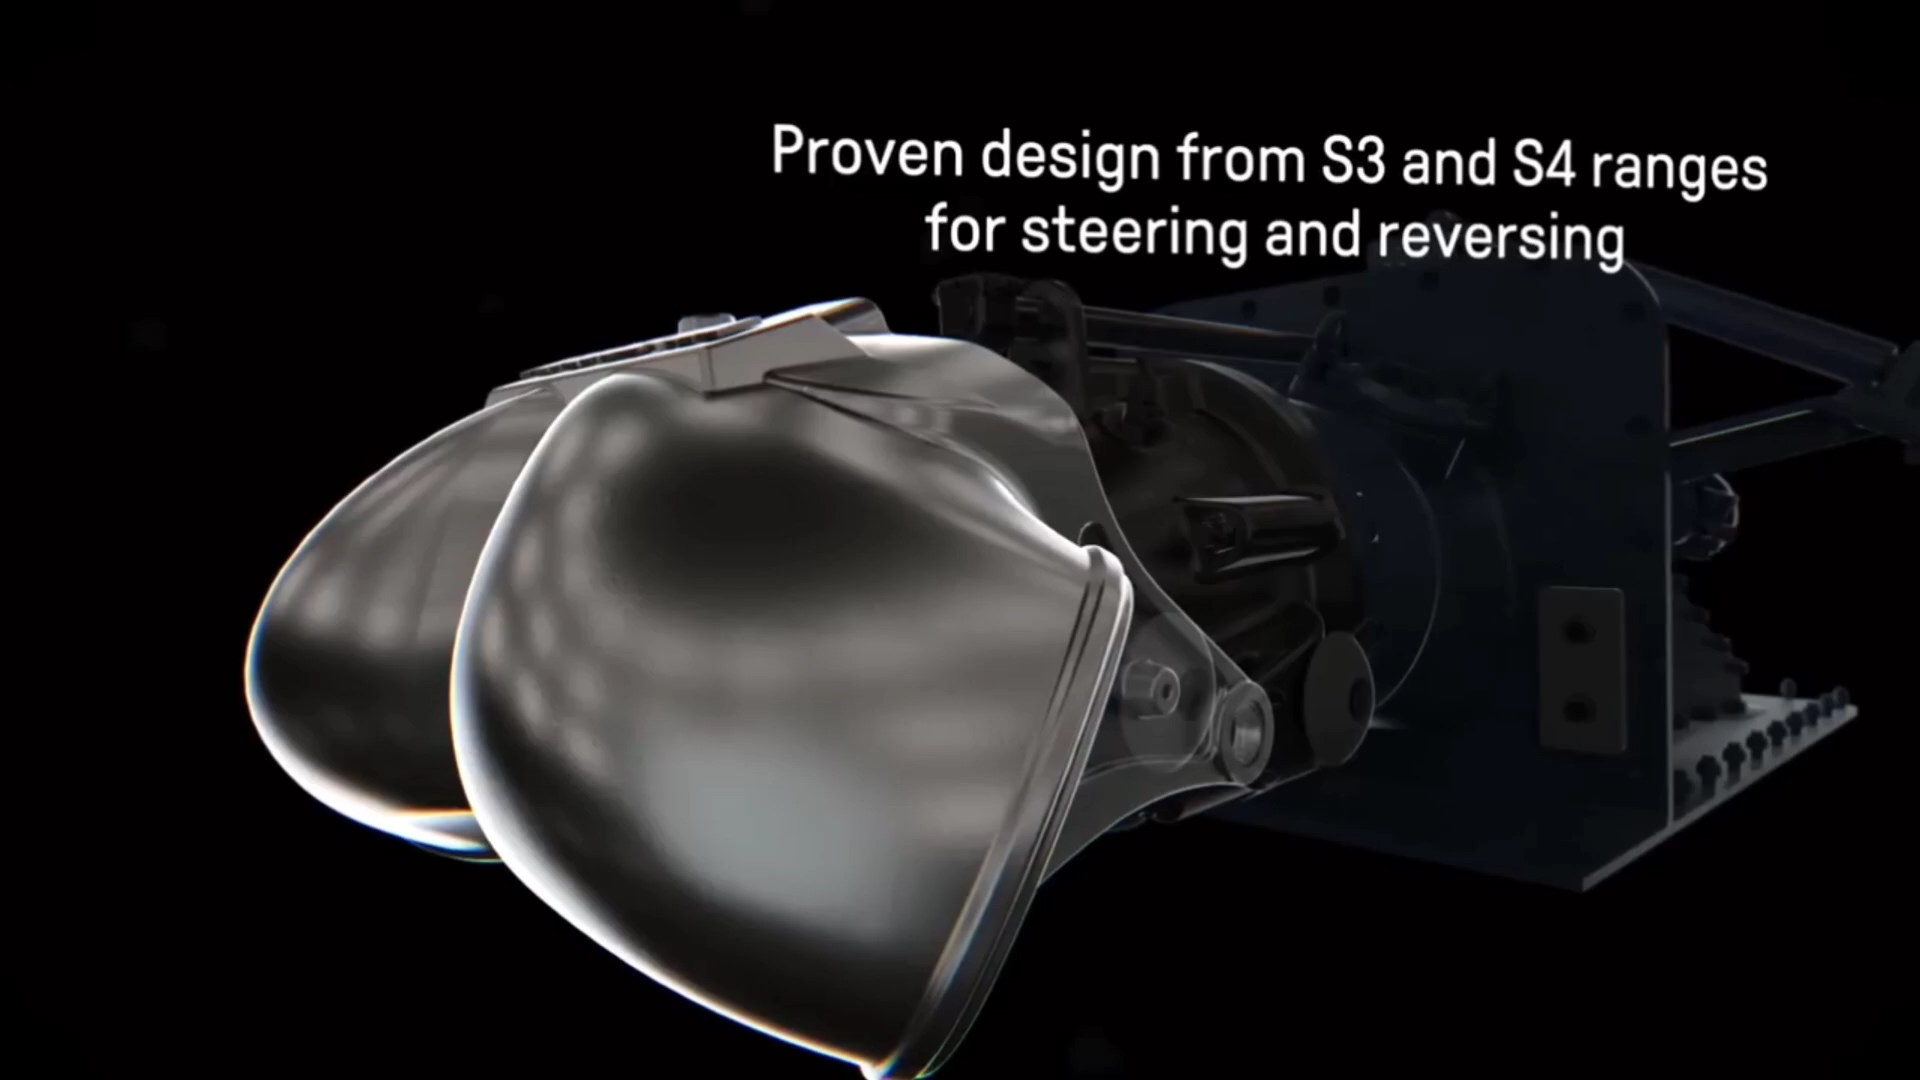 Proven design from S3 and S4 ranges
for steering and reversing